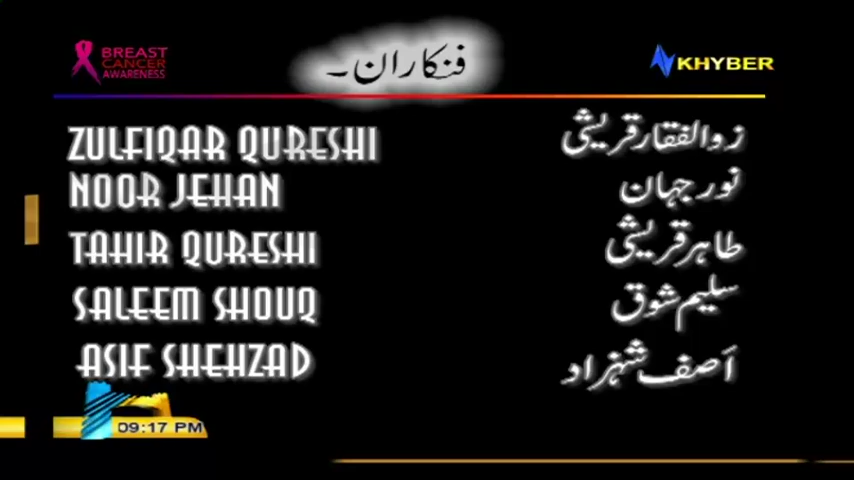 BREAST
CANCER
AWARENESS
فنکاران ۔
KHYBER
ZULFIQAR QURESHI زوالفقار قریشی
NOOR JEHAN نور جہان
TAHIR QURESHI طاہر قریشی
SALEEM SHOUQ سلیم شوق
ASIF SHEHZAD آصف شہزاد
09:17 PM